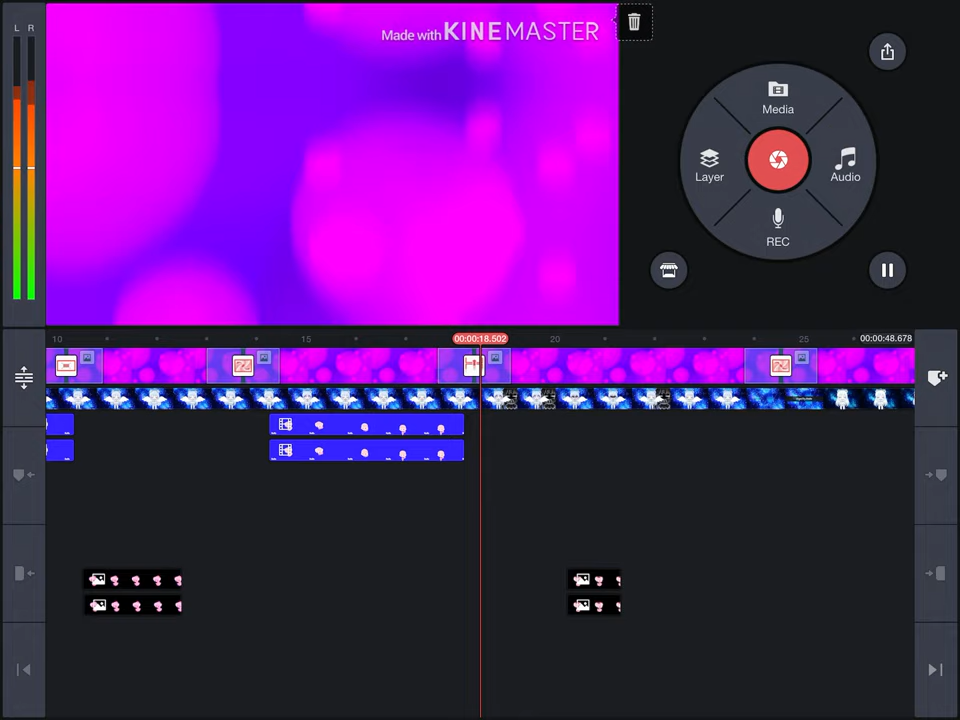 L R
Made with KINEMASTER
Media
Layer
Audio
REC
10
15
00:00:18.502
20
25
00:00:48.678